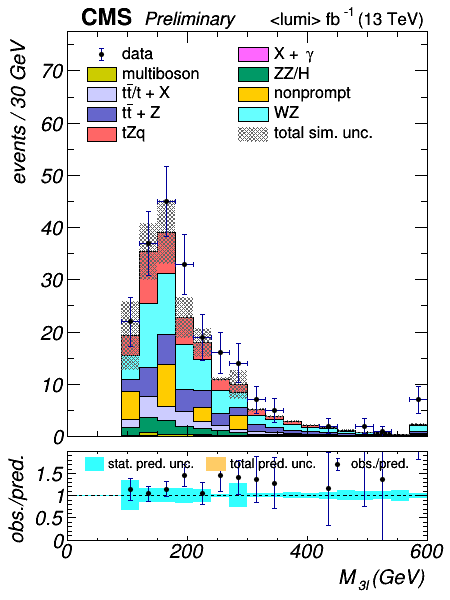 CMS Preliminary <lumi> fb⁻¹ (13 TeV)
events / 30 GeV
data
multiboson
tt̄/t + X
tt̄ + Z
tZq
X + γ
ZZ/H
nonprompt
WZ
total sim. unc.
70
60
50
40
30
20
10
0
obs./pred.
stat. pred. unc. total pred. unc. obs./pred.
1.5
1
0.5
0
0 200 400 600
M₃ₗ (GeV)